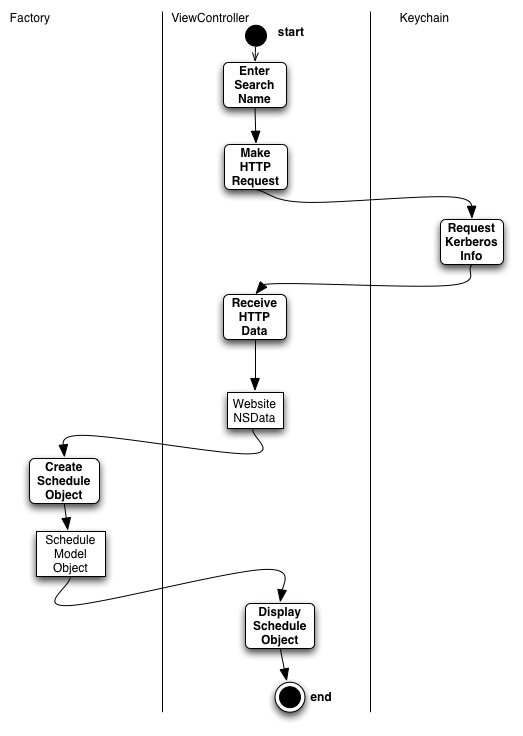 Factory
ViewController
Keychain
start
Enter
Search
Name
Make
HTTP
Request
Request
Kerberos
Info
Receive
HTTP
Data
Website
NSData
Create
Schedule
Object
Schedule
Model
Object
Display
Schedule
Object
end